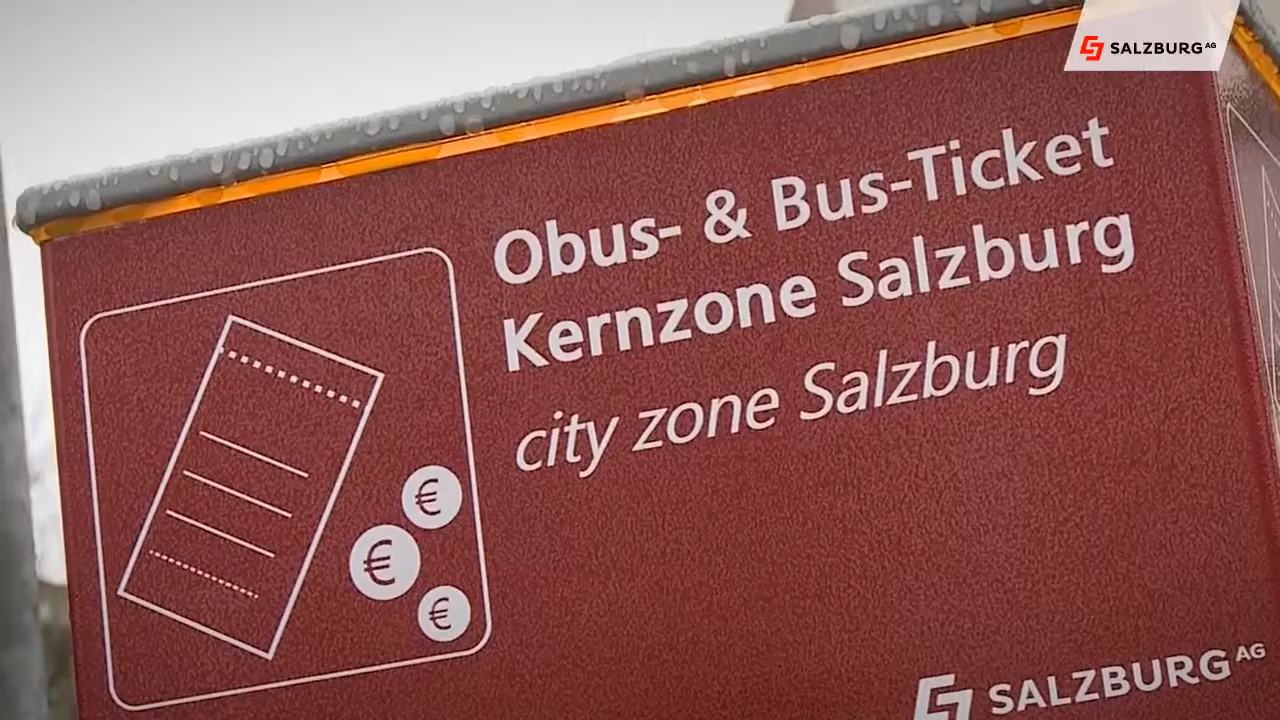 SALZBURG AG
Obus- & Bus-Ticket
Kernzone Salzburg
city zone Salzburg
€
€
€
SALZBURG AG